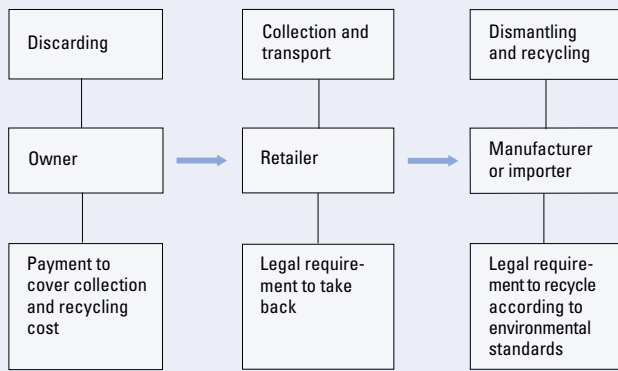 Discarding
Collection and
transport
Dismantling
and recycling
Owner
Retailer
Manufacturer
or importer
Payment to
cover collection
and recycling
cost
Legal require-
ment to take
back
Legal require-
ment to recycle
according to
environmental
standards